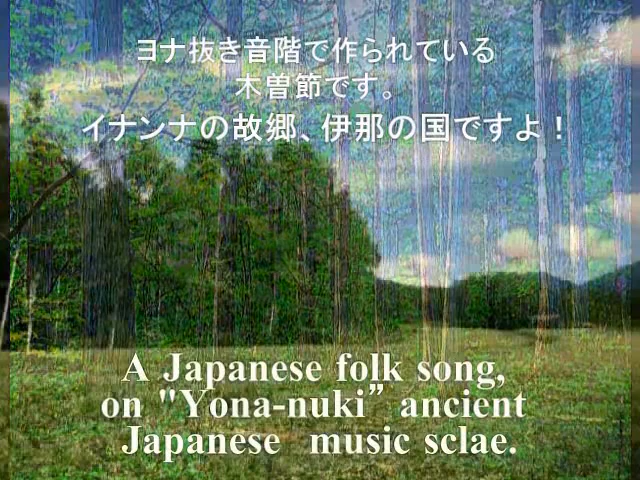 ヨナ抜き音階で作られている
木曽節です。
イナンナの故郷、伊那の国ですよ！
A Japanese folk song,
on "Yona-nuki” ancient
Japanese music sclae.